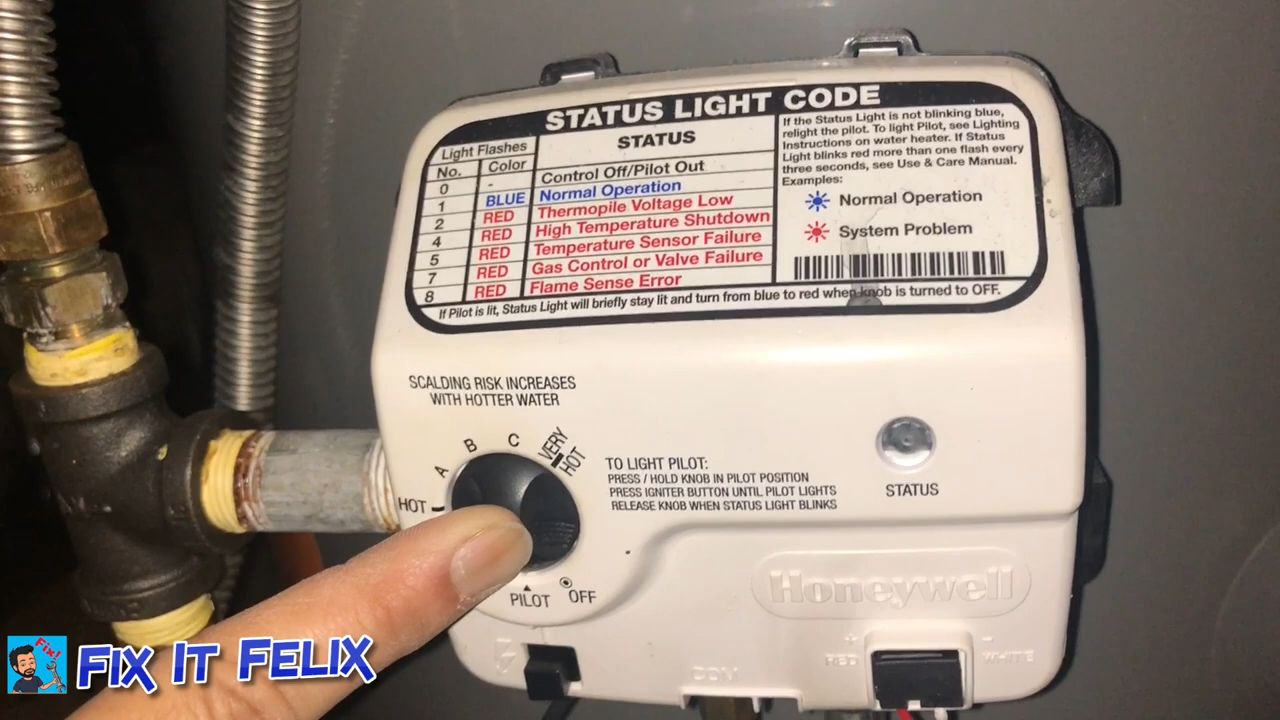 STATUS LIGHT CODE
Light Flashes
STATUS
No. Color
0 - Control Off/Pilot Out
1 BLUE Normal Operation
2 RED Thermopile Voltage Low
4 RED High Temperature Shutdown
5 RED Temperature Sensor Failure
7 RED Gas Control or Valve Failure
8 RED Flame Sense Error
If the Status Light is not blinking blue,
relight the pilot. To light Pilot, see Lighting
Instructions on water heater. If Status
Light blinks red more than one flash every
three seconds, see Use & Care Manual.
Examples:
Normal Operation
System Problem
If Pilot is lit, Status Light will briefly stay lit and turn from blue to red when knob is turned to OFF.
SCALDING RISK INCREASES
WITH HOTTER WATER
HOT
A
B
C
VERY
HOT
PILOT
OFF
TO LIGHT PILOT:
PRESS / HOLD KNOB IN PILOT POSITION
PRESS IGNITER BUTTON UNTIL PILOT LIGHTS
RELEASE KNOB WHEN STATUS LIGHT BLINKS
STATUS
Honeywell
+ -
RED WHITE
COM
Fix!
FIX IT FELIX